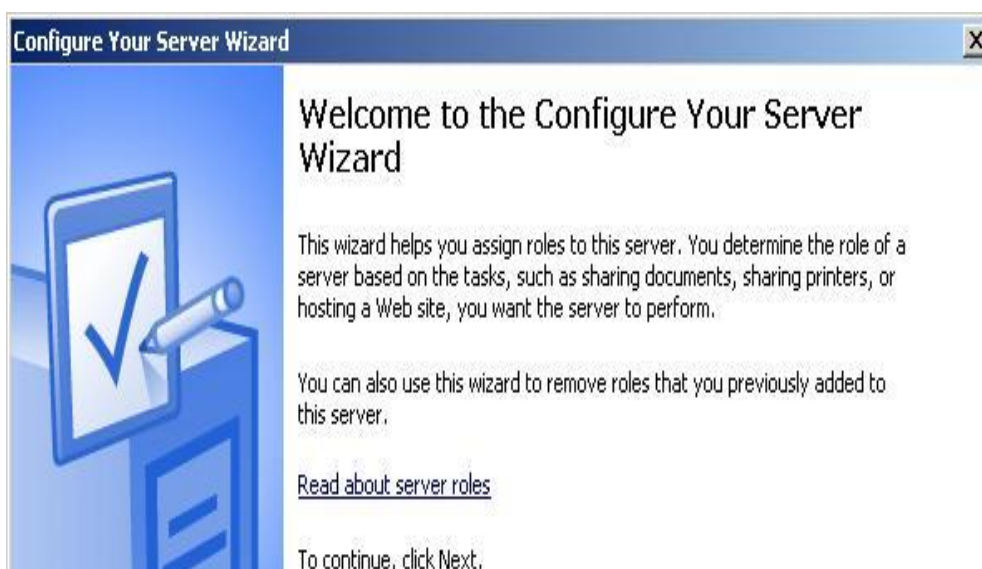 Configure Your Server Wizard
Welcome to the Configure Your Server
Wizard
This wizard helps you assign roles to this server. You determine the role of a
server based on the tasks, such as sharing documents, sharing printers, or
hosting a Web site, you want the server to perform.
You can also use this wizard to remove roles that you previously added to
this server.
Read about server roles
To continue, click Next.